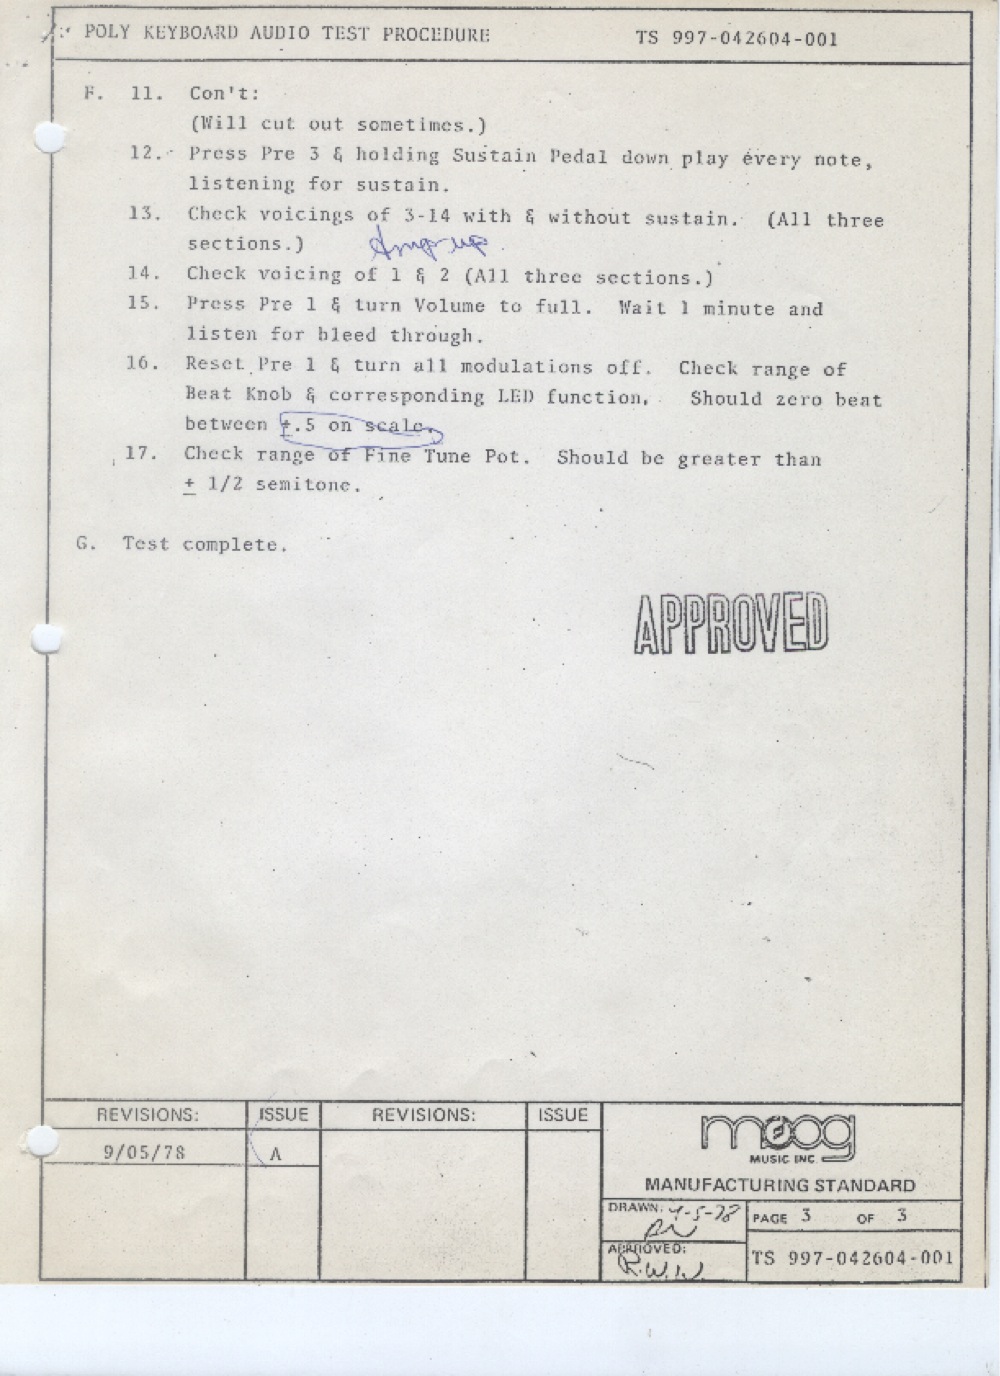 POLY KEYBOARD AUDIO TEST PROCEDURE TS 997-042604-001
F. 11. Con't:
(Will cut out sometimes.)
12. Press Pre 3 & holding Sustain Pedal down play every note,
listening for sustain.
13. Check voicings of 3-14 with & without sustain. (All three
sections.)
14. Check voicing of 1 & 2 (All three sections.)
15. Press Pre 1 & turn Volume to full. Wait 1 minute and
listen for bleed through.
16. Reset Pre 1 & turn all modulations off. Check range of
Beat Knob & corresponding LED function. Should zero beat
between ±.5 on scale.
17. Check range of Fine Tune Pot. Should be greater than
± 1/2 semitone.
G. Test complete.
APPROVED
REVISIONS: ISSUE REVISIONS: ISSUE
9/05/78 A
moog
MUSIC INC.
MANUFACTURING STANDARD
DRAWN: 4-5-78
PAGE 3 OF 3
APPROVED:
R.W.W.
TS 997-042604-001